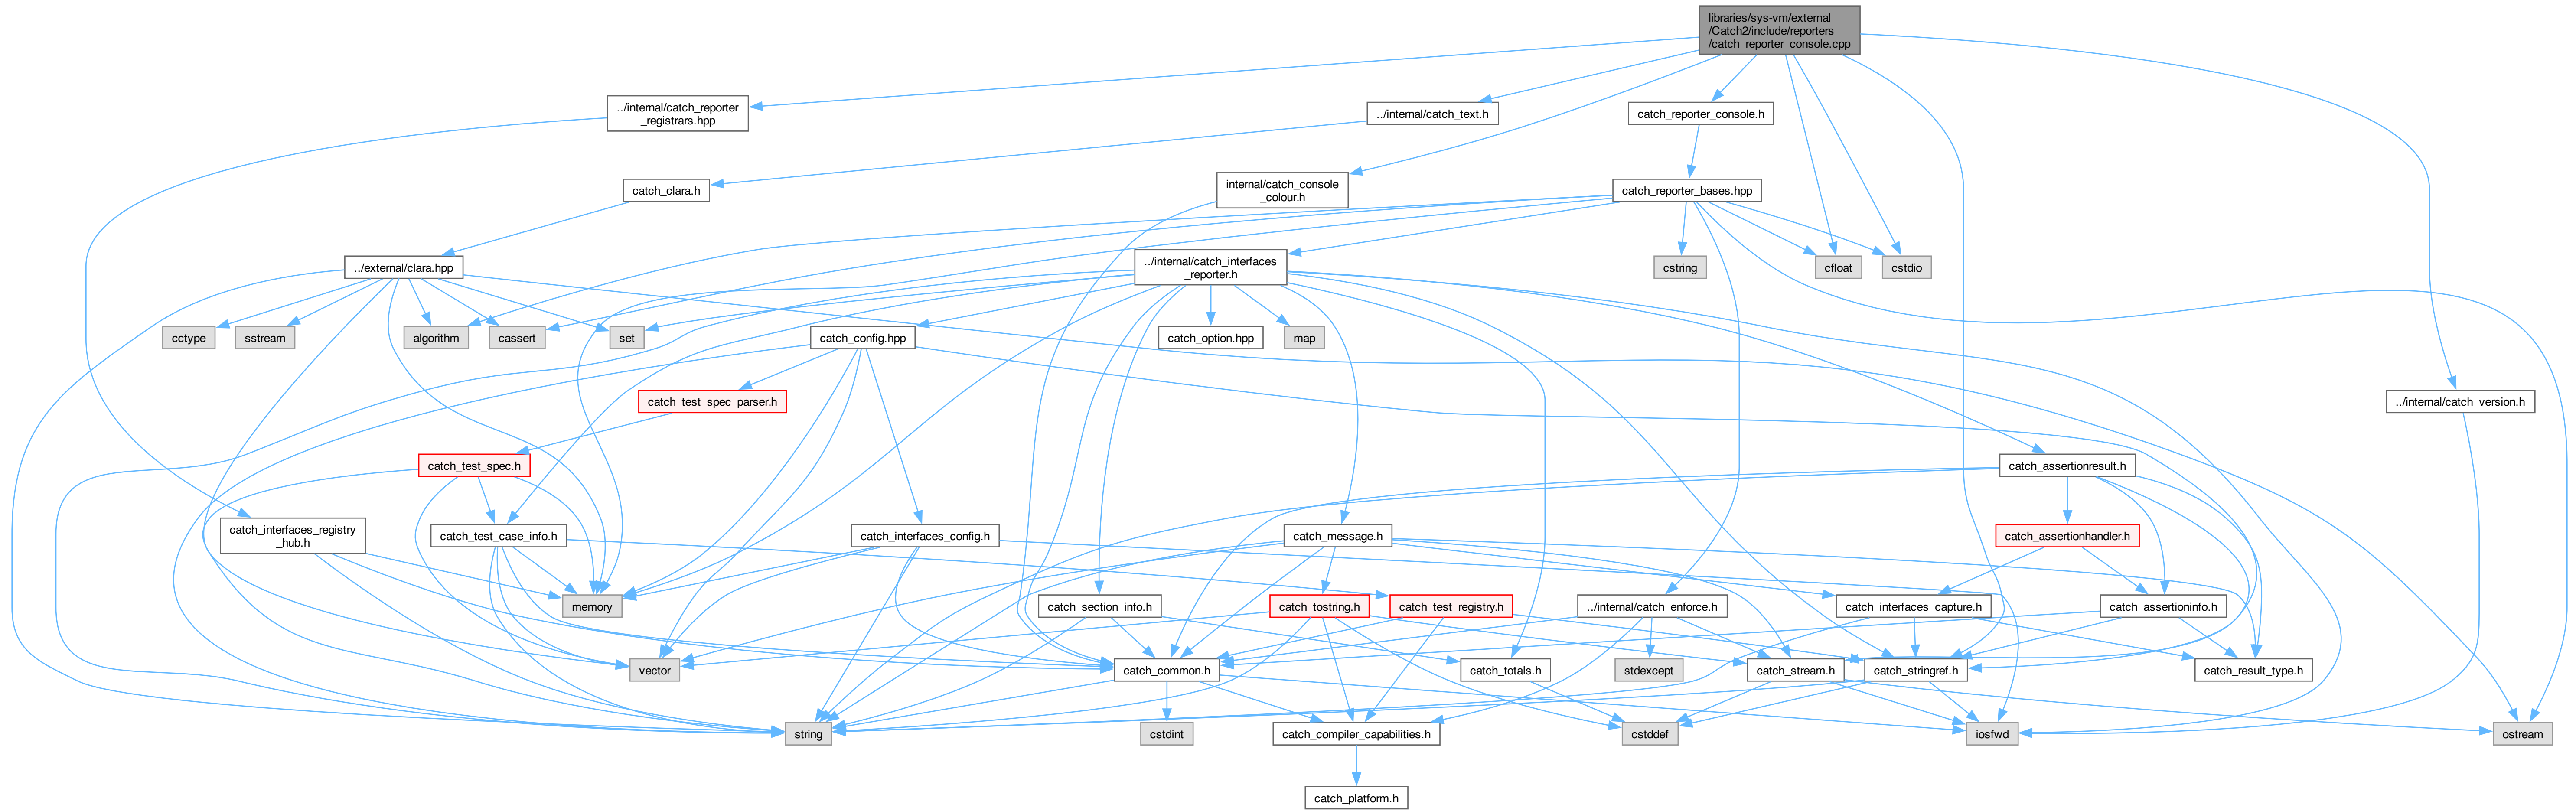 libraries/sys-vm/external
/Catch2/include/reporters
/catch_reporter_console.cpp
../internal/catch_reporter
_registrars.hpp
../internal/catch_text.h
catch_reporter_console.h
catch_clara.h
internal/catch_console
_colour.h
catch_reporter_bases.hpp
../external/clara.hpp
../internal/catch_interfaces
_reporter.h
cstring
cfloat
cstdio
cctype
sstream
algorithm
cassert
set
catch_config.hpp
catch_option.hpp
map
catch_test_spec_parser.h
../internal/catch_version.h
catch_test_spec.h
catch_assertionresult.h
catch_interfaces_registry
_hub.h
catch_test_case_info.h
catch_interfaces_config.h
catch_message.h
catch_assertionhandler.h
memory
catch_section_info.h
catch_tostring.h
catch_test_registry.h
../internal/catch_enforce.h
catch_interfaces_capture.h
catch_assertioninfo.h
vector
catch_common.h
catch_totals.h
stdexcept
catch_stream.h
catch_stringref.h
catch_result_type.h
string
cstdint
catch_compiler_capabilities.h
cstddef
iosfwd
ostream
catch_platform.h